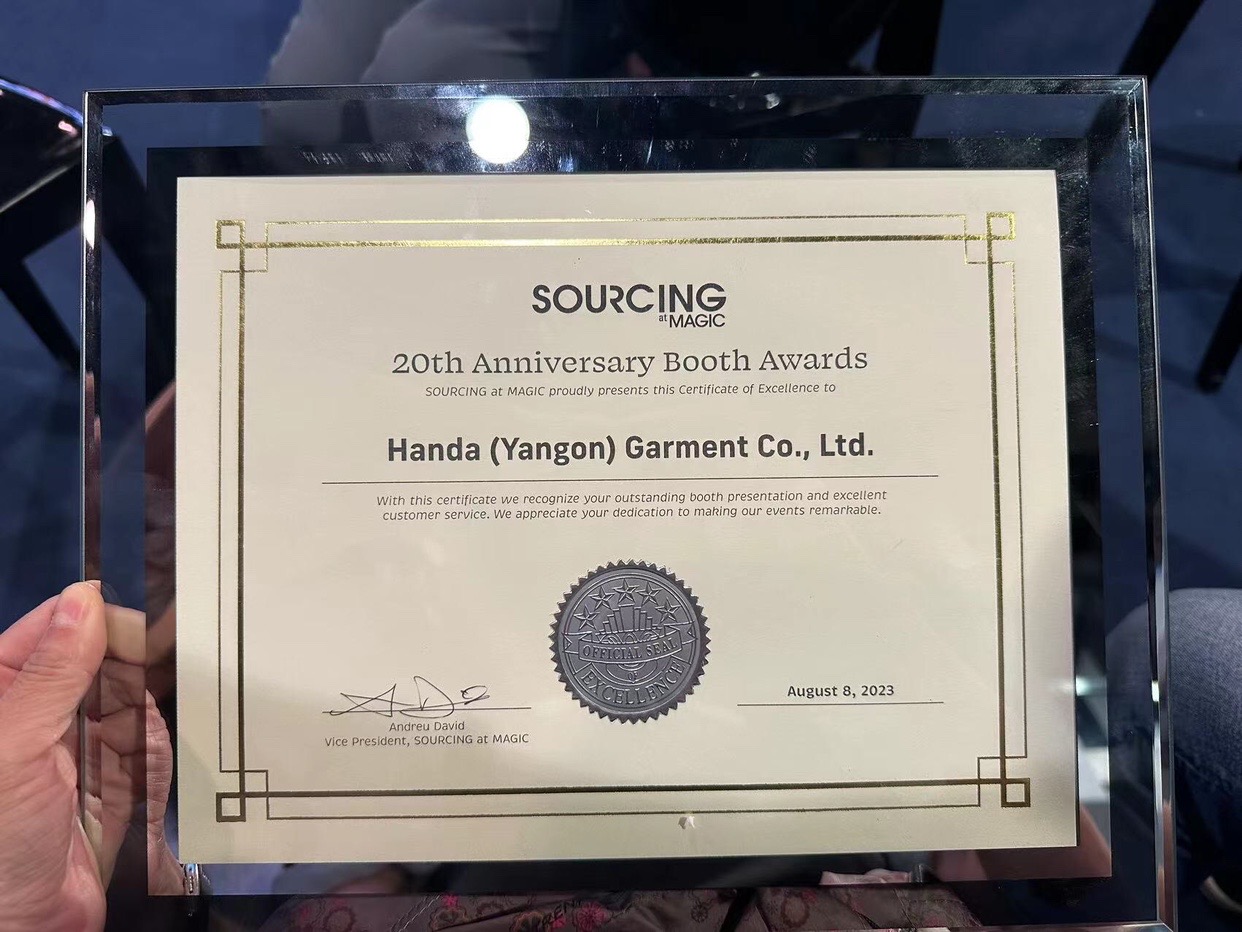 SOURCING
at MAGIC
20th Anniversary Booth Awards
SOURCING at MAGIC proudly presents this Certificate of Excellence to
Handa (Yangon) Garment Co., Ltd.
With this certificate we recognize your outstanding booth presentation and excellent
customer service. We appreciate your dedication to making our events remarkable.
OFFICIAL SEAL
OF
EXCELLENCE
August 8, 2023
Andreu David
Vice President, SOURCING at MAGIC